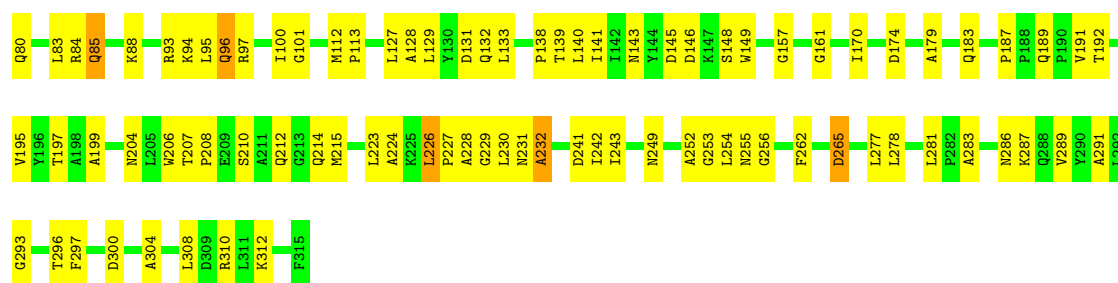 Q80 L83 R84 Q85 K88 R93 K94 L95 Q96 R97 I100 G101 M112 P113 L127 A128 L129 Y130 D131 Q132 L133 P138 T139 L140 I141 I142 N143 Y144 D145 D146 K147 S148 W149 G157 G161 I170 D174 A179 Q183 P187 P188 Q189 P190 V191 T192
V195 Y196 T197 A198 A199 N204 L205 W206 T207 P208 E209 S210 A211 Q212 G213 Q214 M215 L223 A224 K225 L226 P227 A228 G229 L230 N231 A232 D241 I242 I243 N249 A252 G253 L254 N255 G256 F262 D265 L277 L278 L281 P282 A283 N286 K287 Q288 V289 Y290 A291 L292
G293 T296 F297 D300 A304 L308 D309 R310 L311 K312 F315